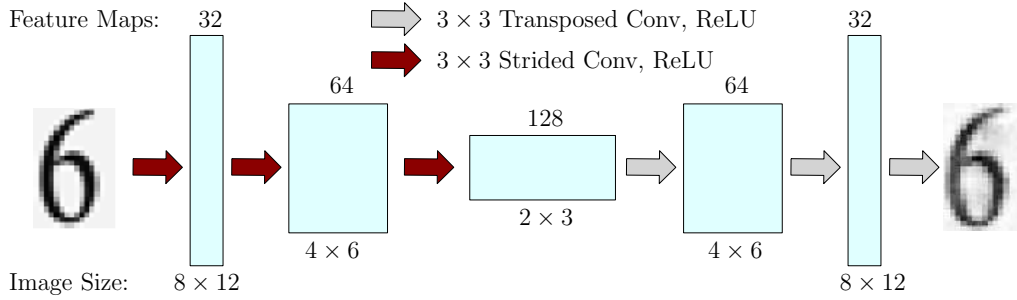 Feature Maps: 32 3 × 3 Transposed Conv, ReLU 32
3 × 3 Strided Conv, ReLU
64 64
128
6 6
2 × 3
4 × 6 4 × 6
Image Size: 8 × 12 8 × 12